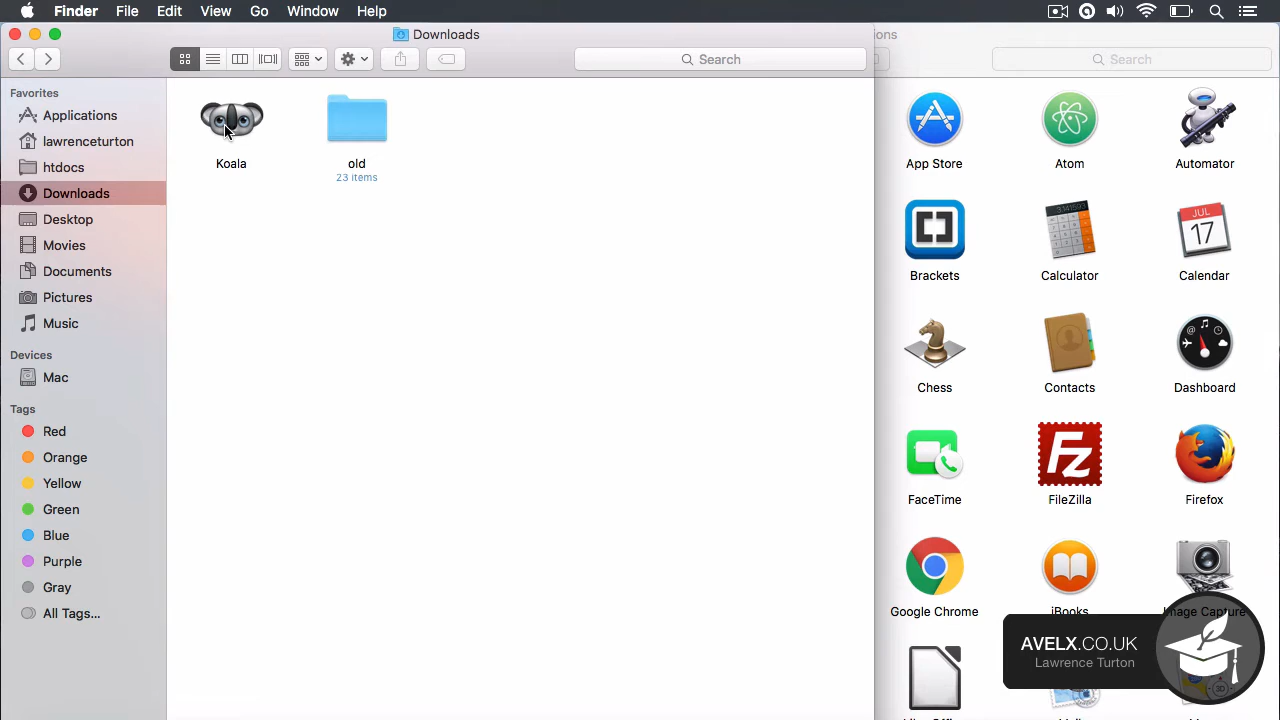 Finder File Edit View Go Window Help
Downloads
ions
Search
Search
Favorites
Applications
lawrenceturton
htdocs
Downloads
Desktop
Movies
Documents
Pictures
Music
Devices
Mac
Tags
Red
Orange
Yellow
Green
Blue
Purple
Gray
All Tags...
Koala
old
23 items
App Store
Atom
Automator
Brackets
Calculator
JUL
17
Calendar
Chess
Contacts
Dashboard
FaceTime
Fz
FileZilla
Firefox
Google Chrome
iBooks
Image Capture
AVELX.CO.UK
Lawrence Turton
3D